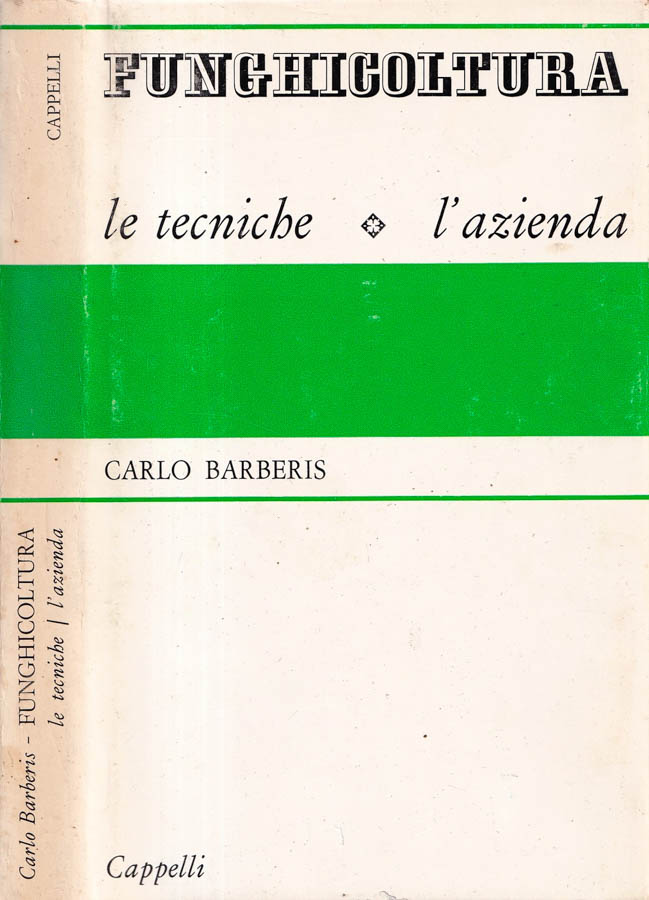 FUNGHICOLTURA
le tecniche l'azienda
CARLO BARBERIS
Cappelli
CAPPELLI
Carlo Barberis - FUNGHICOLTURA
le tecniche | l'azienda